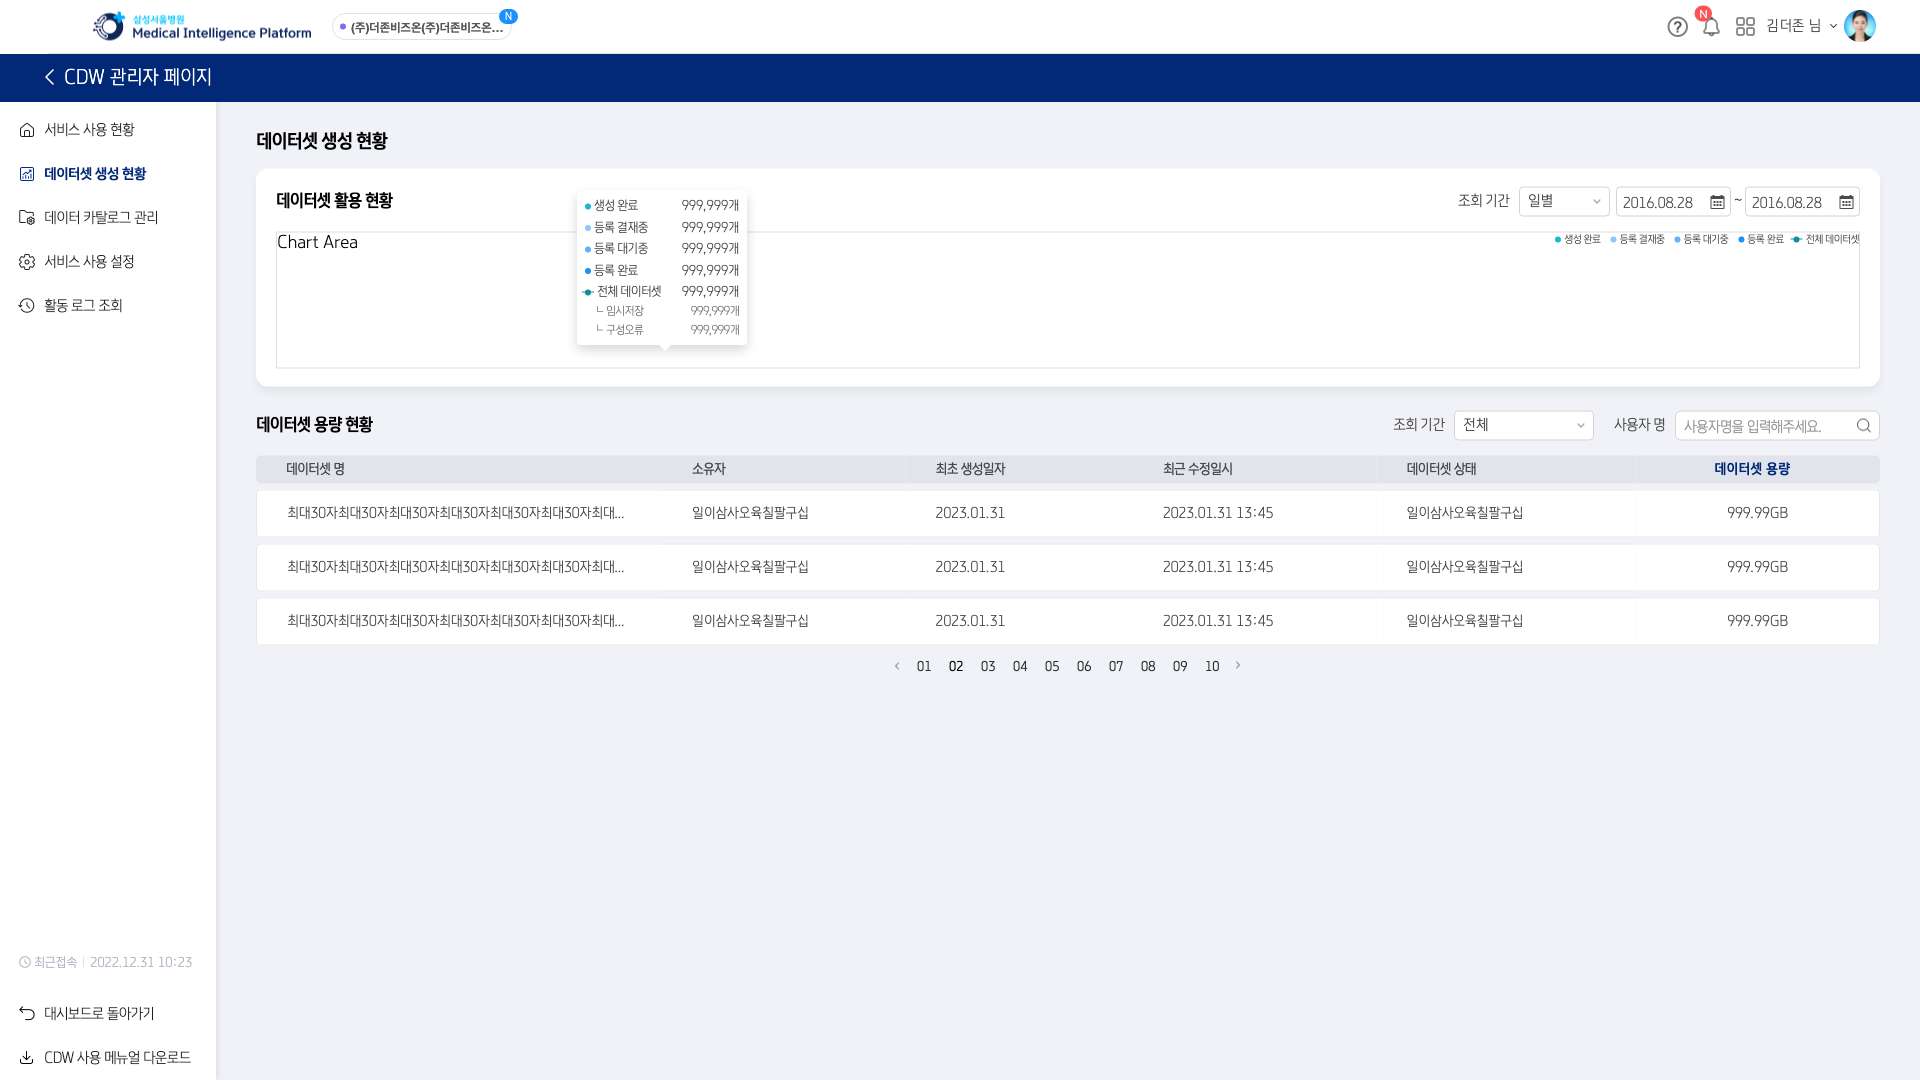 삼성서울병원
Medical Intelligence Platform
(주)더존비즈온(주)더존비즈온...
N
?
N
김더존 님
CDW 관리자 페이지
서비스 사용 현황
데이터셋 생성 현황
데이터 카탈로그 관리
서비스 사용 설정
활동 로그 조회
최근접속 | 2022.12.31 10:23
대시보드로 돌아가기
CDW 사용 메뉴얼 다운로드
데이터셋 생성 현황
데이터셋 활용 현황
조회 기간 일별 2016.08.28 ~ 2016.08.28
Chart Area
생성 완료 등록 결재중 등록 대기중 등록 완료 전체 데이터셋
생성 완료 999,999개
등록 결재중 999,999개
등록 대기중 999,999개
등록 완료 999,999개
전체 데이터셋 999,999개
└ 임시저장 999,999개
└ 구성오류 999,999개
데이터셋 용량 현황
조회 기간 전체 사용자 명 사용자명을 입력해주세요.
데이터셋 명 소유자 최초 생성일자 최근 수정일시 데이터셋 상태 데이터셋 용량
최대30자최대30자최대30자최대30자최대30자최대30자최대... 일이삼사오육칠팔구십 2023.01.31 2023.01.31 13:45 일이삼사오육칠팔구십 999.99GB
최대30자최대30자최대30자최대30자최대30자최대30자최대... 일이삼사오육칠팔구십 2023.01.31 2023.01.31 13:45 일이삼사오육칠팔구십 999.99GB
최대30자최대30자최대30자최대30자최대30자최대30자최대... 일이삼사오육칠팔구십 2023.01.31 2023.01.31 13:45 일이삼사오육칠팔구십 999.99GB
01 02 03 04 05 06 07 08 09 10